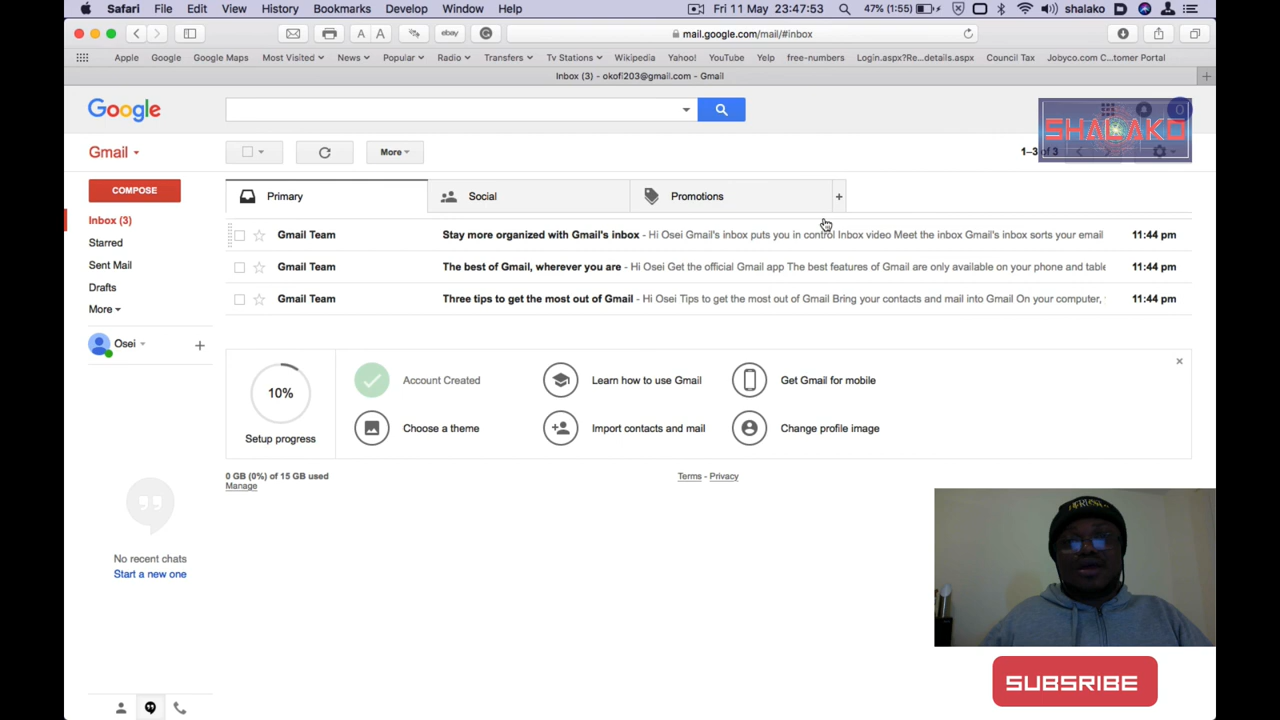 Safari File Edit View History Bookmarks Develop Window Help 47% (1:55) Fri 11 May 23:47:53 shalako
A A ebay mail.google.com/mail/#inbox
Apple Google Google Maps Most Visited News Popular Radio Transfers TV Stations Wikipedia Yahoo! YouTube Yelp free-numbers Login.aspx?Re...details.aspx Council Tax Jobyco.com C...tomer Portal
Inbox (3) - okofi203@gmail.com - Gmail
Google
SHALAKO
Gmail More 1–3 of 3
COMPOSE
Primary Social Promotions +
Inbox (3)
Starred
Sent Mail
Drafts
More
Osei
Gmail Team Stay more organized with Gmail's inbox - Hi Osei Gmail's inbox puts you in control Inbox video Meet the inbox Gmail's inbox sorts your email 11:44 pm
Gmail Team The best of Gmail, wherever you are - Hi Osei Get the official Gmail app The best features of Gmail are only available on your phone and table 11:44 pm
Gmail Team Three tips to get the most out of Gmail - Hi Osei Tips to get the most out of Gmail Bring your contacts and mail into Gmail On your computer, 11:44 pm
10%
Setup progress
Account Created Learn how to use Gmail Get Gmail for mobile
Choose a theme Import contacts and mail Change profile image
0 GB (0%) of 15 GB used
Manage
Terms - Privacy
No recent chats
Start a new one
SUBSRIBE